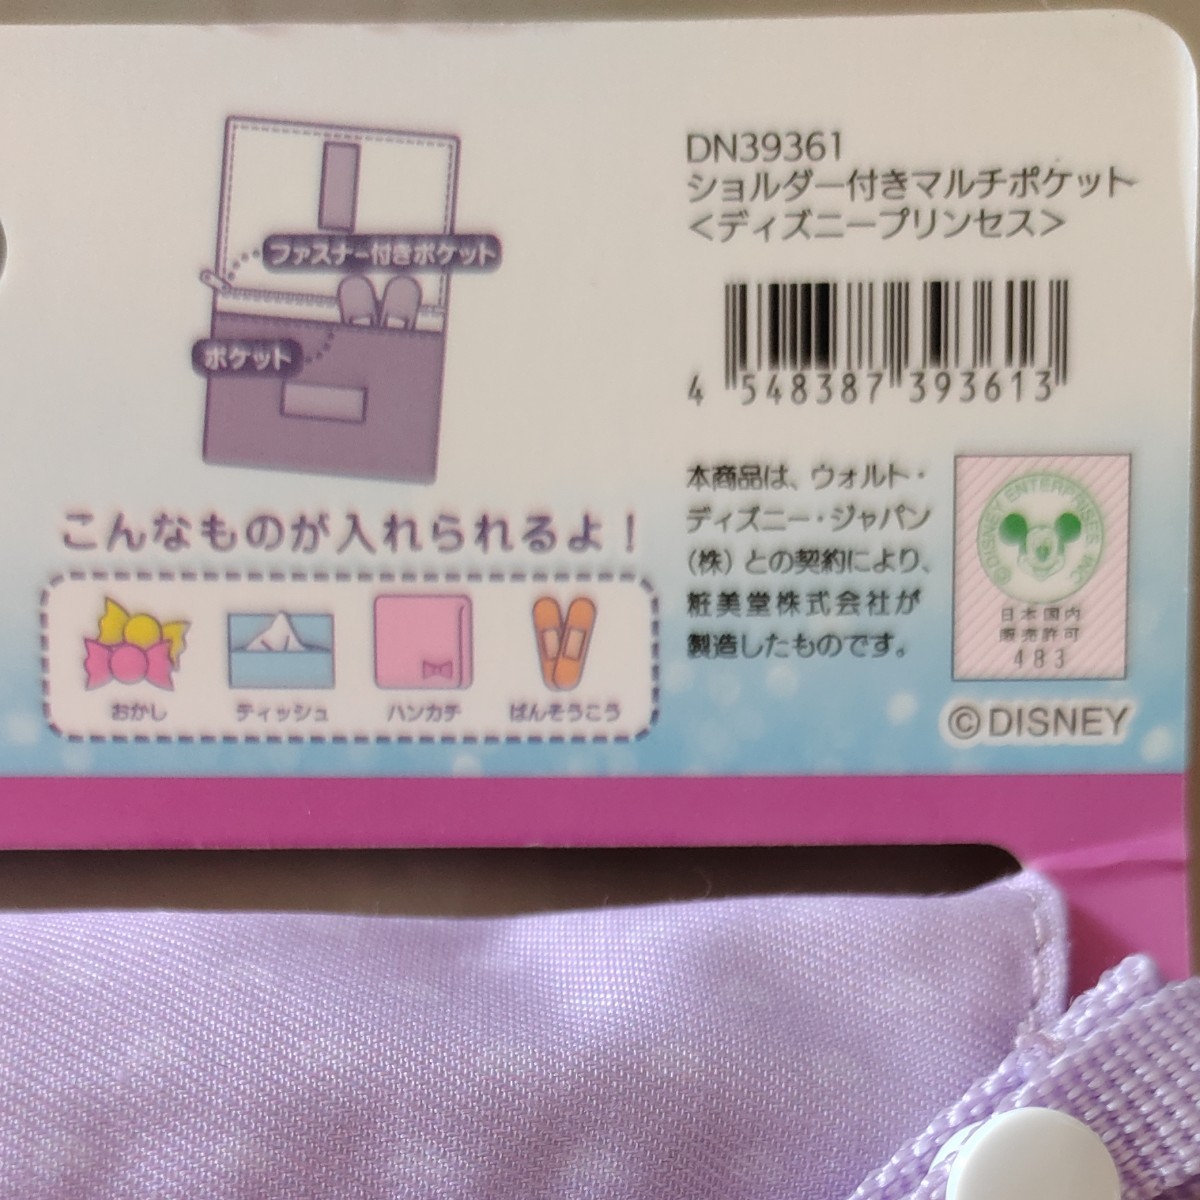 DN39361
ショルダー付きマルチポケット
＜ディズニープリンセス＞
ファスナー付きポケット
ポケット
4 548387 393613
こんなものが入れられるよ！
おかし
ティッシュ
ハンカチ
ばんそうこう
本商品は、ウォルト・
ディズニー・ジャパン
（株）との契約により、
粧美堂株式会社が
製造したものです。
©DISNEY ENTERPRISES INC.
日本国内
販売許可
483
©DISNEY